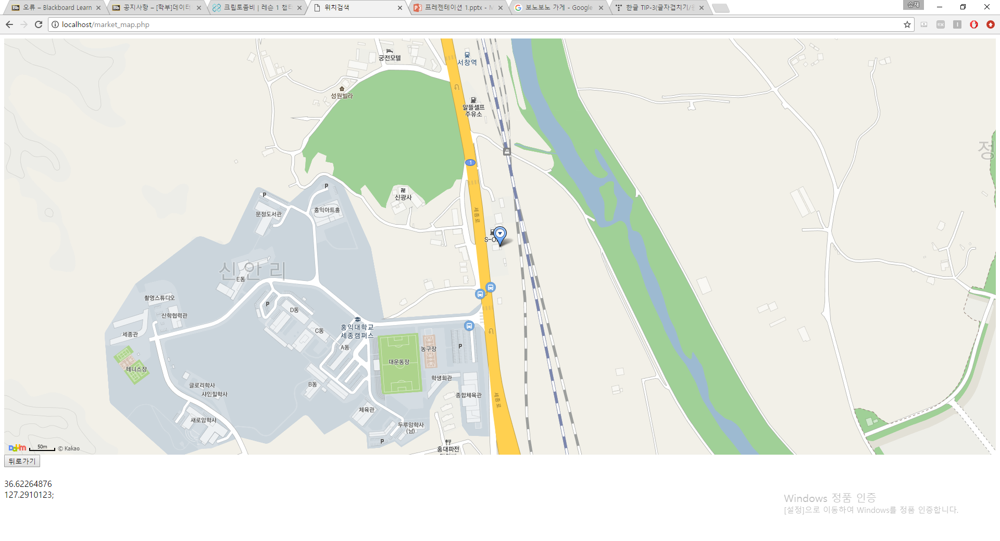 오류 – Blackboard Learn
공지사항 – [학부]데이터
크립토좀비 | 레슨 1 챕터
위치검색
프레젠테이션 1.pptx - M
보노보노 가게 - Google
한글 TIP-3(글자겹치기/원
송재
localhost/market_map.php
궁전모텔
서창역
성원빌라
알뜰셀프
주유소
정
1
신광사
P
P
문정도서관
홍익아트홀
세종로
S-O
신안리
E동
촬영스튜디오
산학협력관
P
D동
세종관
C동
홍익대학교
세종캠퍼스
A동
농구장
P
대운동장
테니스장
학생회관
B동
글로리학사
샤인힐학사
종합체육관
세종로
체육관
새로암학사
두루암학사
(남)
P
홍대파전
Daum
50m
© Kakao
뒤로가기
36.62264876
127.2910123;
Windows 정품 인증
[설정]으로 이동하여 Windows를 정품 인증합니다.